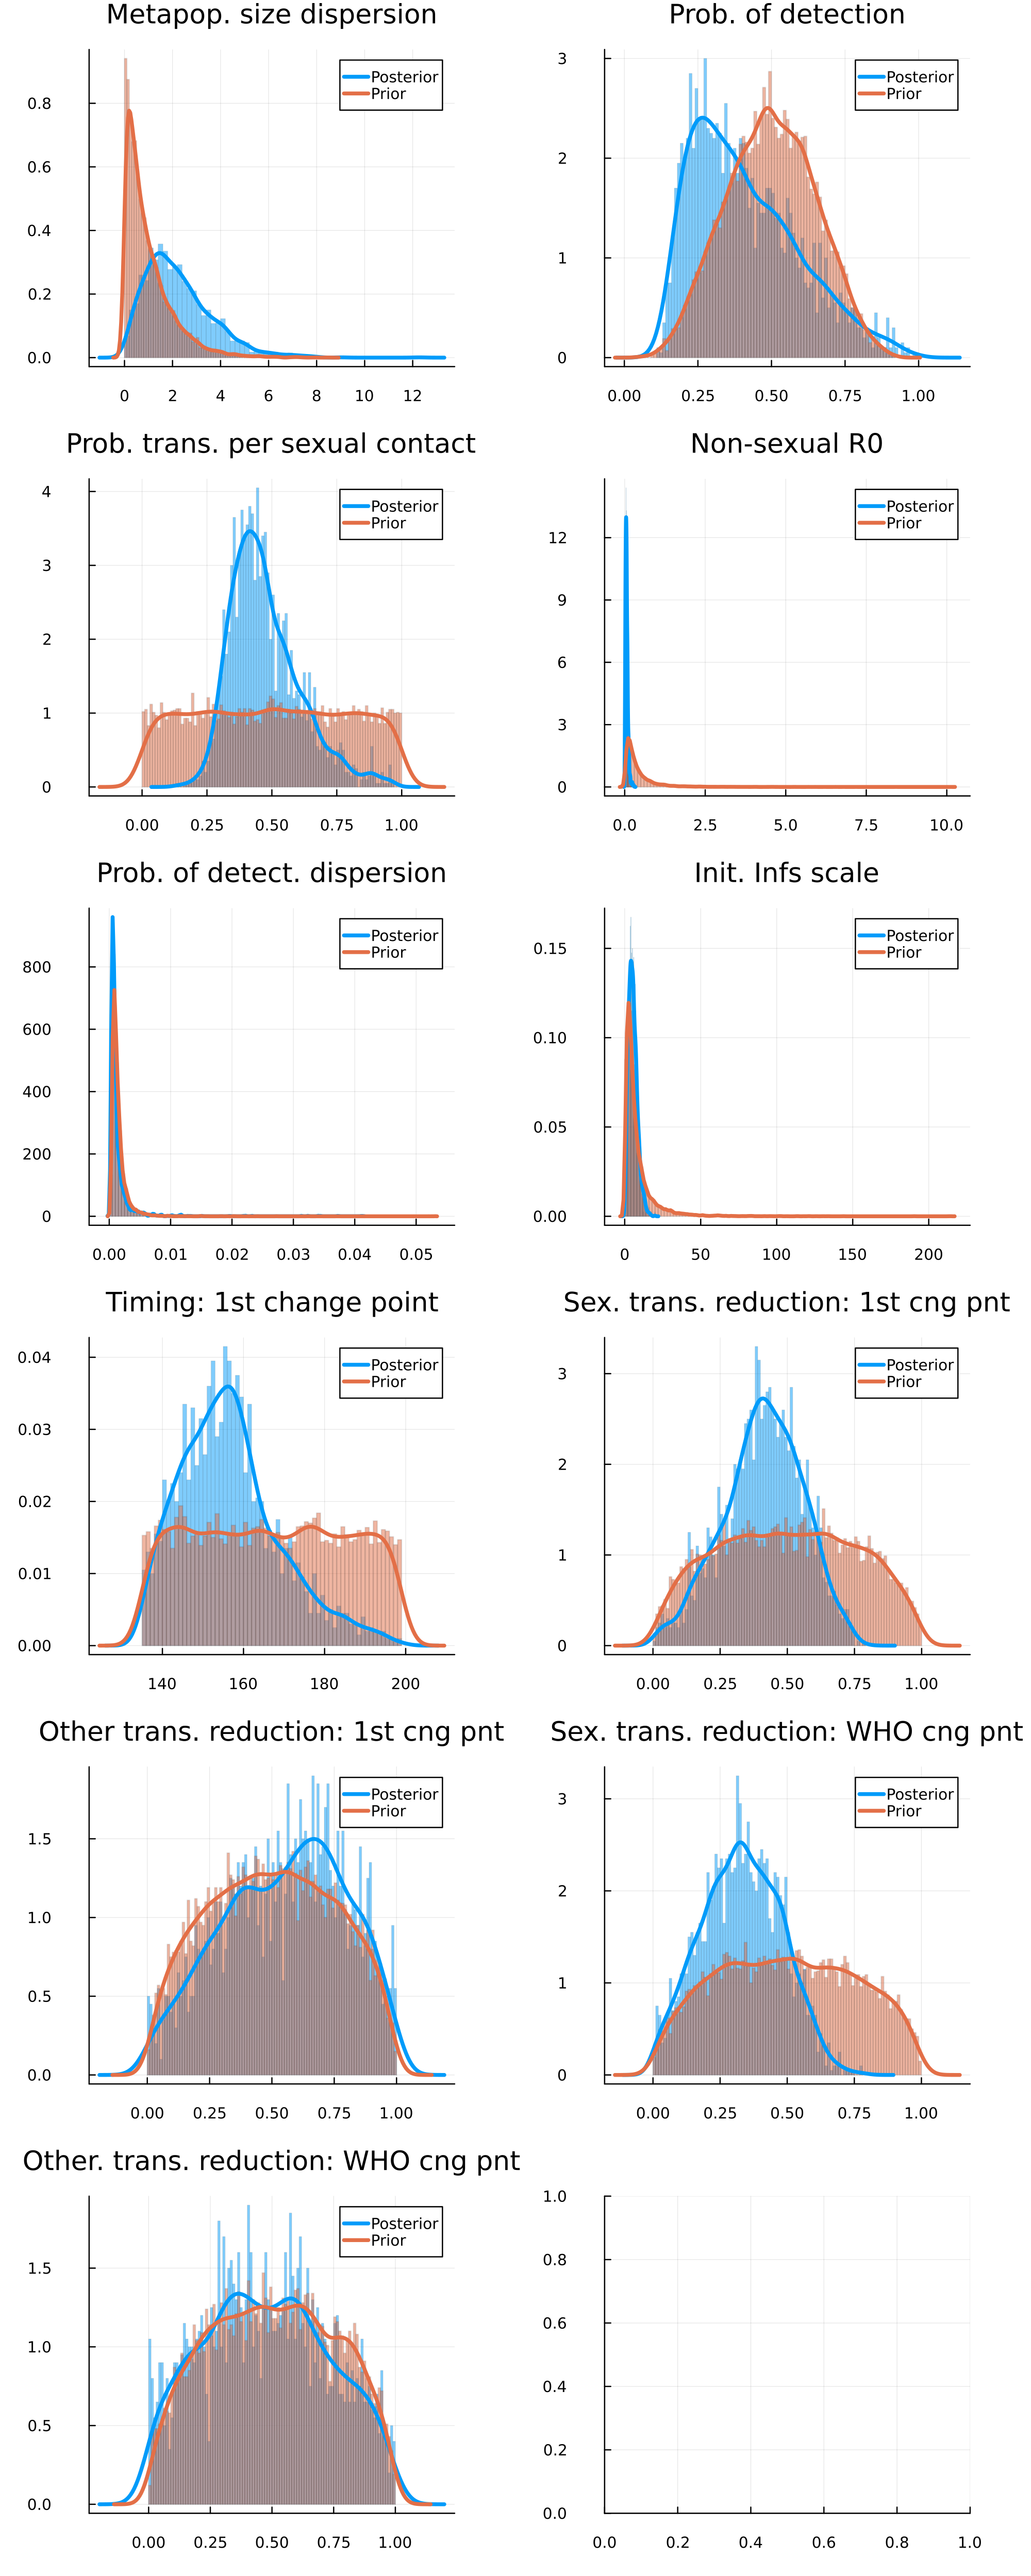 Metapop. size dispersion
Posterior
Prior
0.8
0.6
0.4
0.2
0.0
0 2 4 6 8 10 12
Prob. of detection
Posterior
Prior
3
2
1
0
0.00 0.25 0.50 0.75 1.00
Prob. trans. per sexual contact
Posterior
Prior
4
3
2
1
0
0.00 0.25 0.50 0.75 1.00
Non-sexual R0
Posterior
Prior
12
9
6
3
0
0.0 2.5 5.0 7.5 10.0
Prob. of detect. dispersion
Posterior
Prior
800
600
400
200
0
0.00 0.01 0.02 0.03 0.04 0.05
Init. Infs scale
Posterior
Prior
0.15
0.10
0.05
0.00
0 50 100 150 200
Timing: 1st change point
Posterior
Prior
0.04
0.03
0.02
0.01
0.00
140 160 180 200
Sex. trans. reduction: 1st cng pnt
Posterior
Prior
3
2
1
0
0.00 0.25 0.50 0.75 1.00
Other trans. reduction: 1st cng pnt
Posterior
Prior
1.5
1.0
0.5
0.0
0.00 0.25 0.50 0.75 1.00
Sex. trans. reduction: WHO cng pnt
Posterior
Prior
3
2
1
0
0.00 0.25 0.50 0.75 1.00
Other. trans. reduction: WHO cng pnt
Posterior
Prior
1.5
1.0
0.5
0.0
0.00 0.25 0.50 0.75 1.00
1.0
0.8
0.6
0.4
0.2
0.0
0.0 0.2 0.4 0.6 0.8 1.0